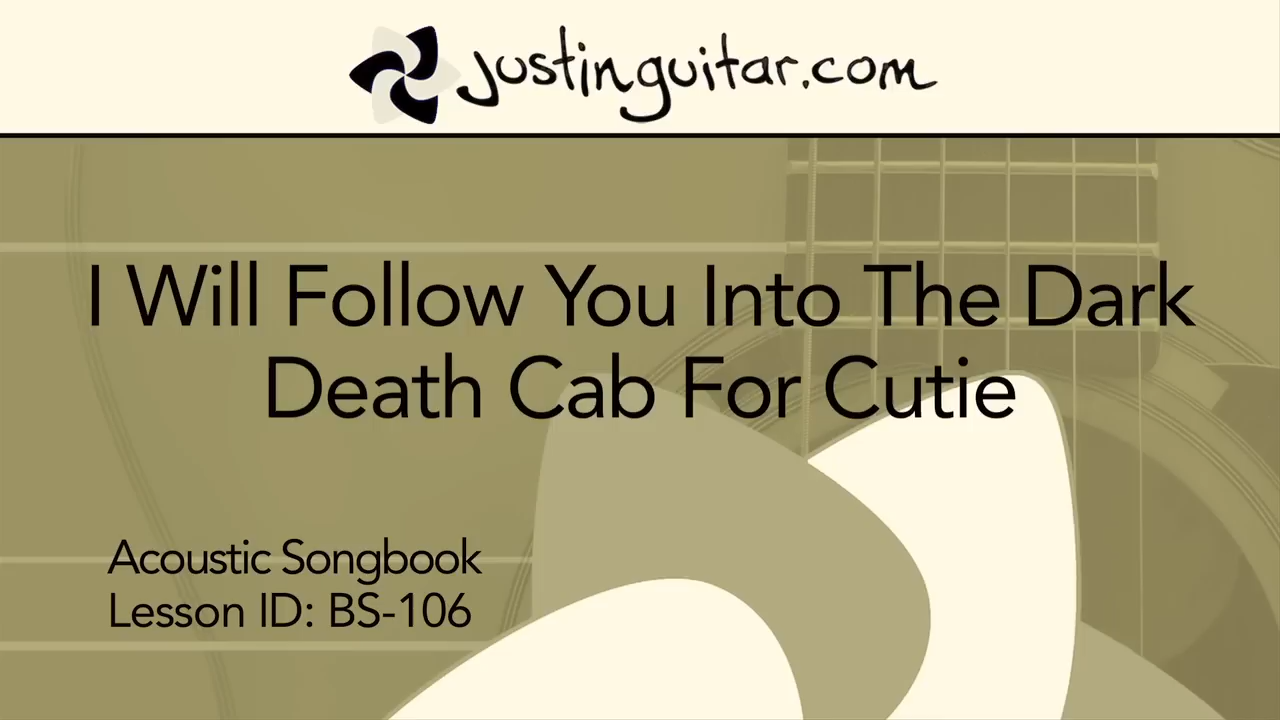 justinguitar.com
I Will Follow You Into The Dark
Death Cab For Cutie
Acoustic Songbook
Lesson ID: BS-106